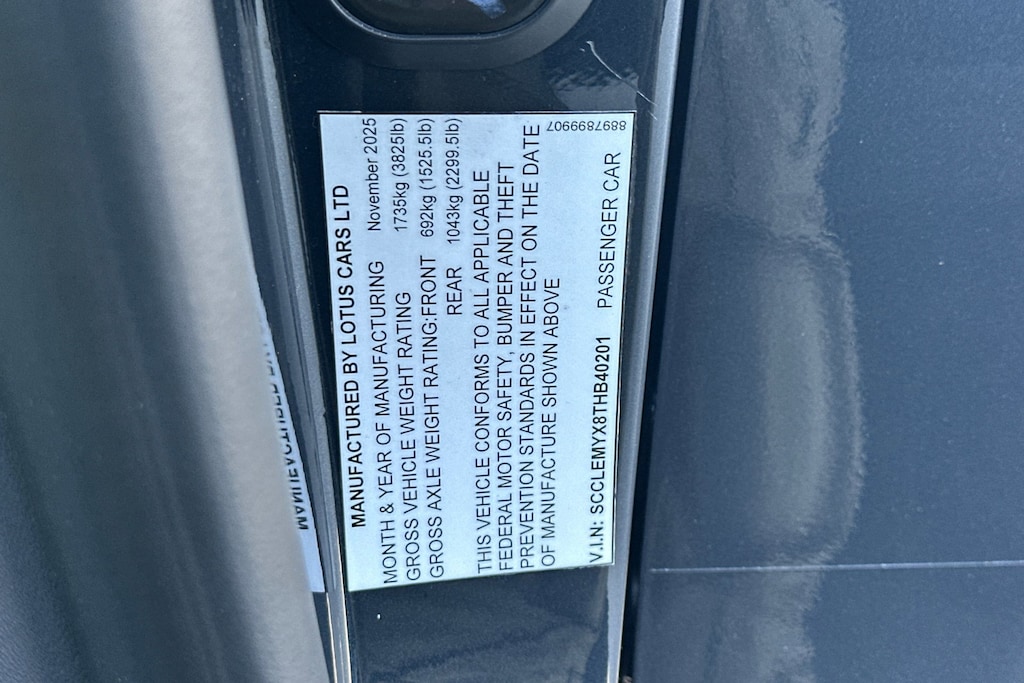 MANUFACTURED BY LOTUS CARS LTD
MONTH & YEAR OF MANUFACTURING November 2025
GROSS VEHICLE WEIGHT RATING 1735kg (3825lb)
GROSS AXLE WEIGHT RATING:FRONT 692kg (1525.5lb)
REAR 1043kg (2299.5lb)
THIS VEHICLE CONFORMS TO ALL APPLICABLE
FEDERAL MOTOR SAFETY, BUMPER AND THEFT
PREVENTION STANDARDS IN EFFECT ON THE DATE
OF MANUFACTURE SHOWN ABOVE
V.I.N: SCCLEMYX8THB40201 PASSENGER CAR
8897899907